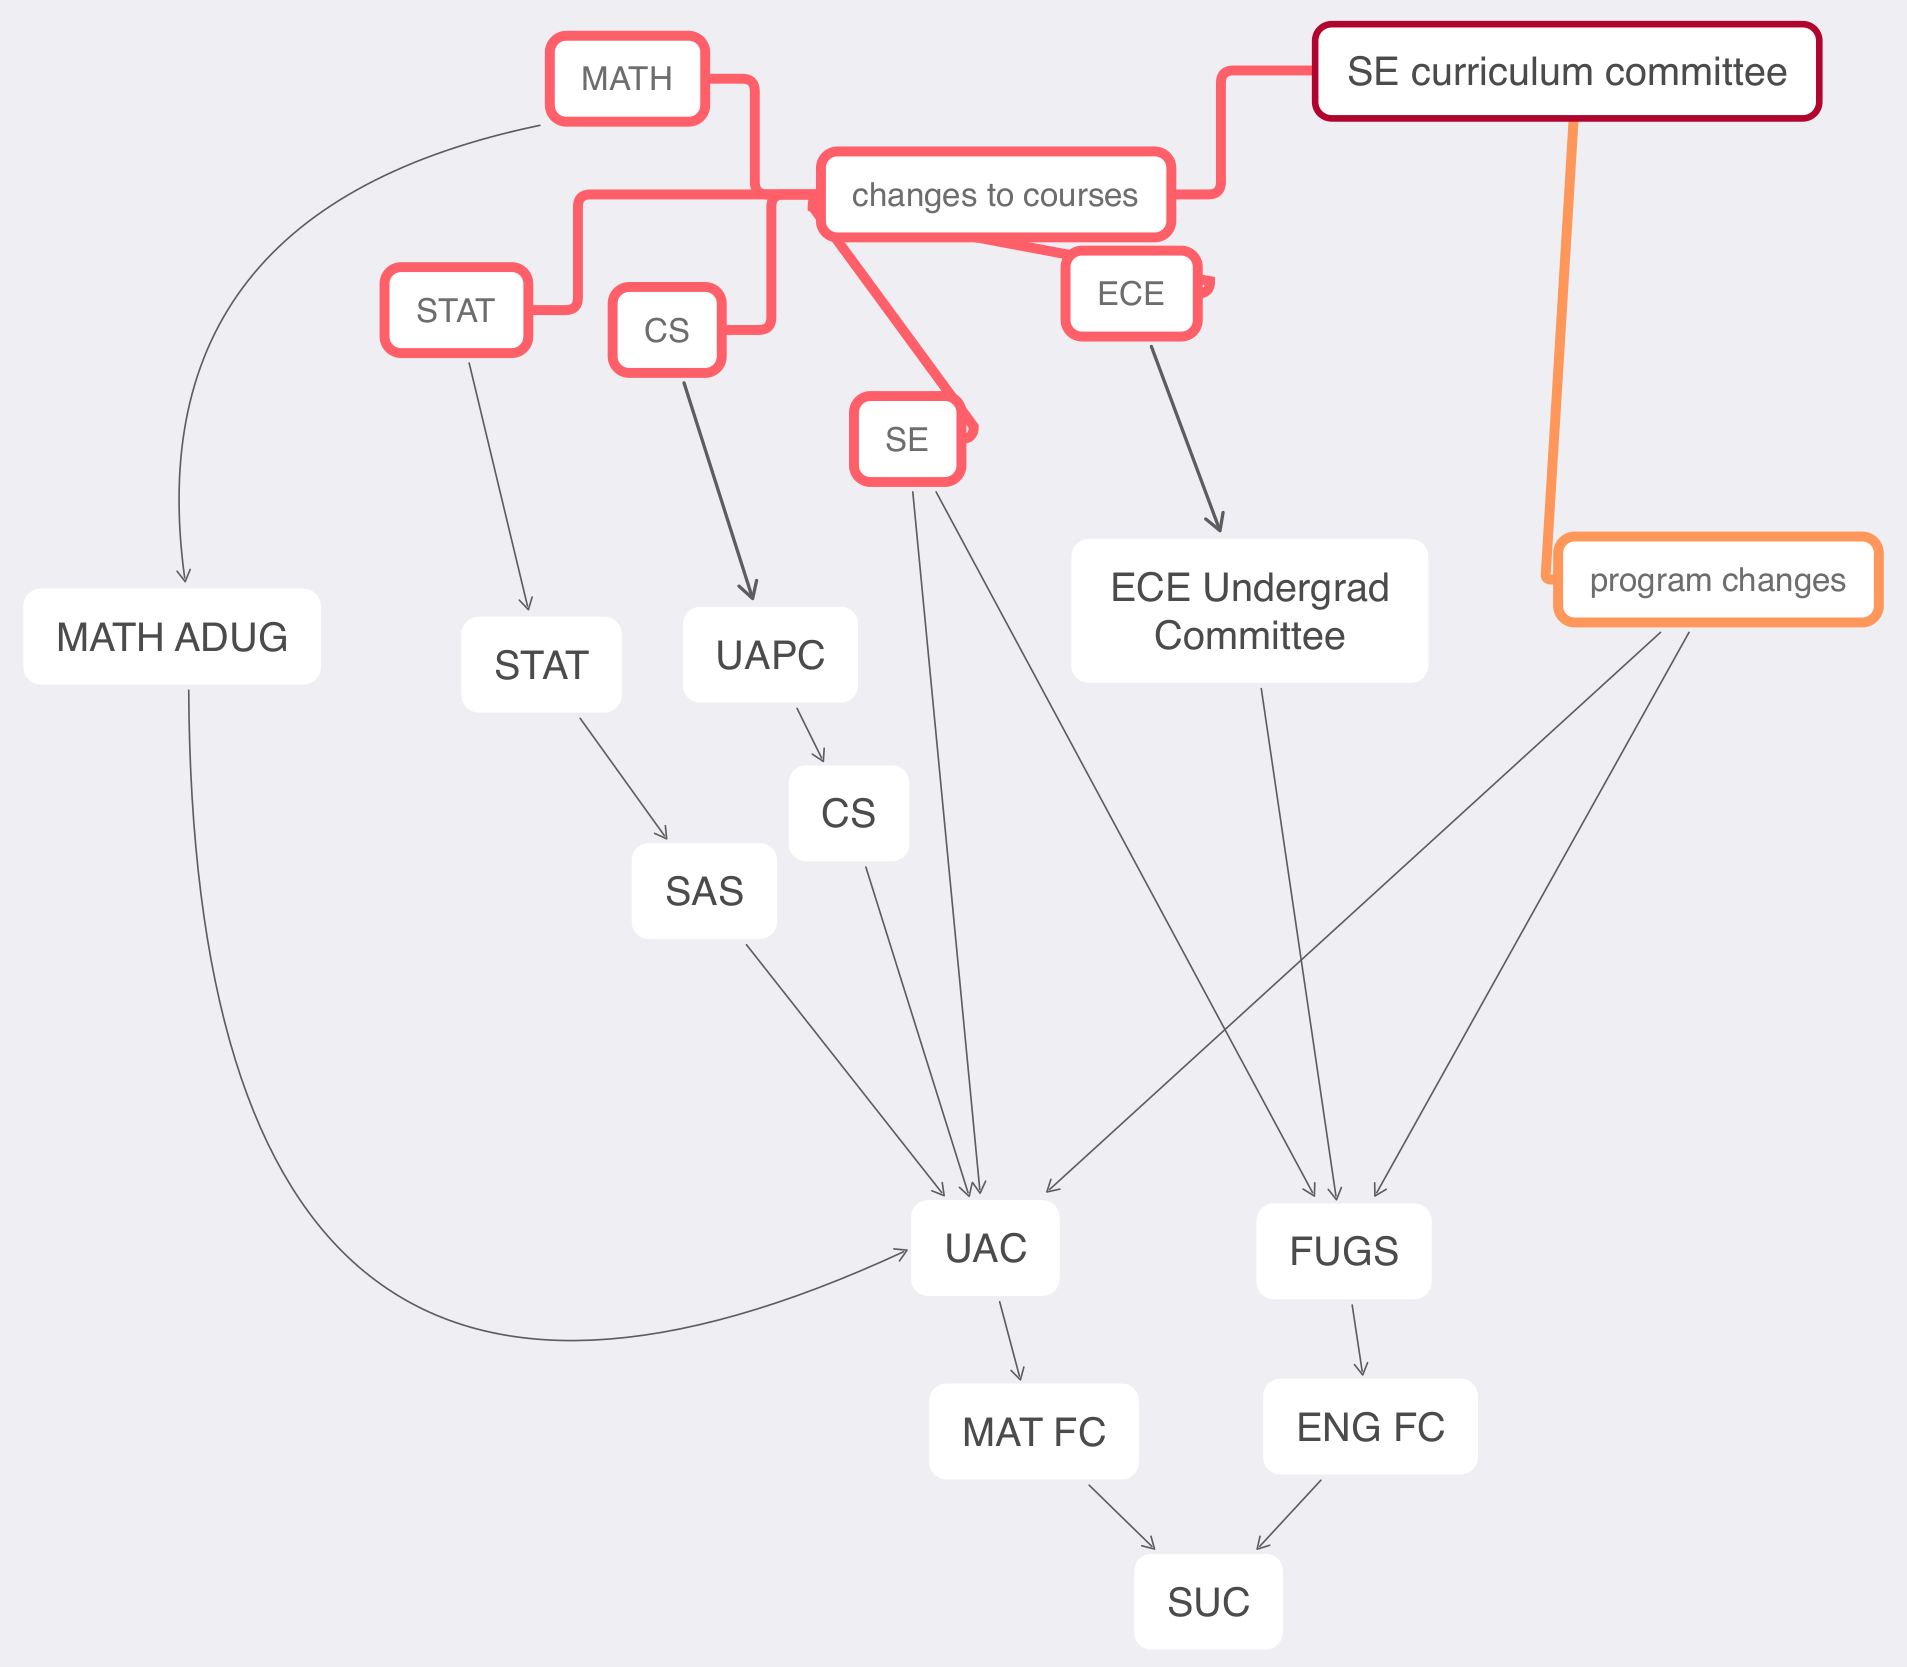 MATH
SE curriculum committee
changes to courses
STAT
CS
ECE
SE
ECE Undergrad
Committee
program changes
MATH ADUG
STAT
UAPC
CS
SAS
UAC
FUGS
MAT FC
ENG FC
SUC